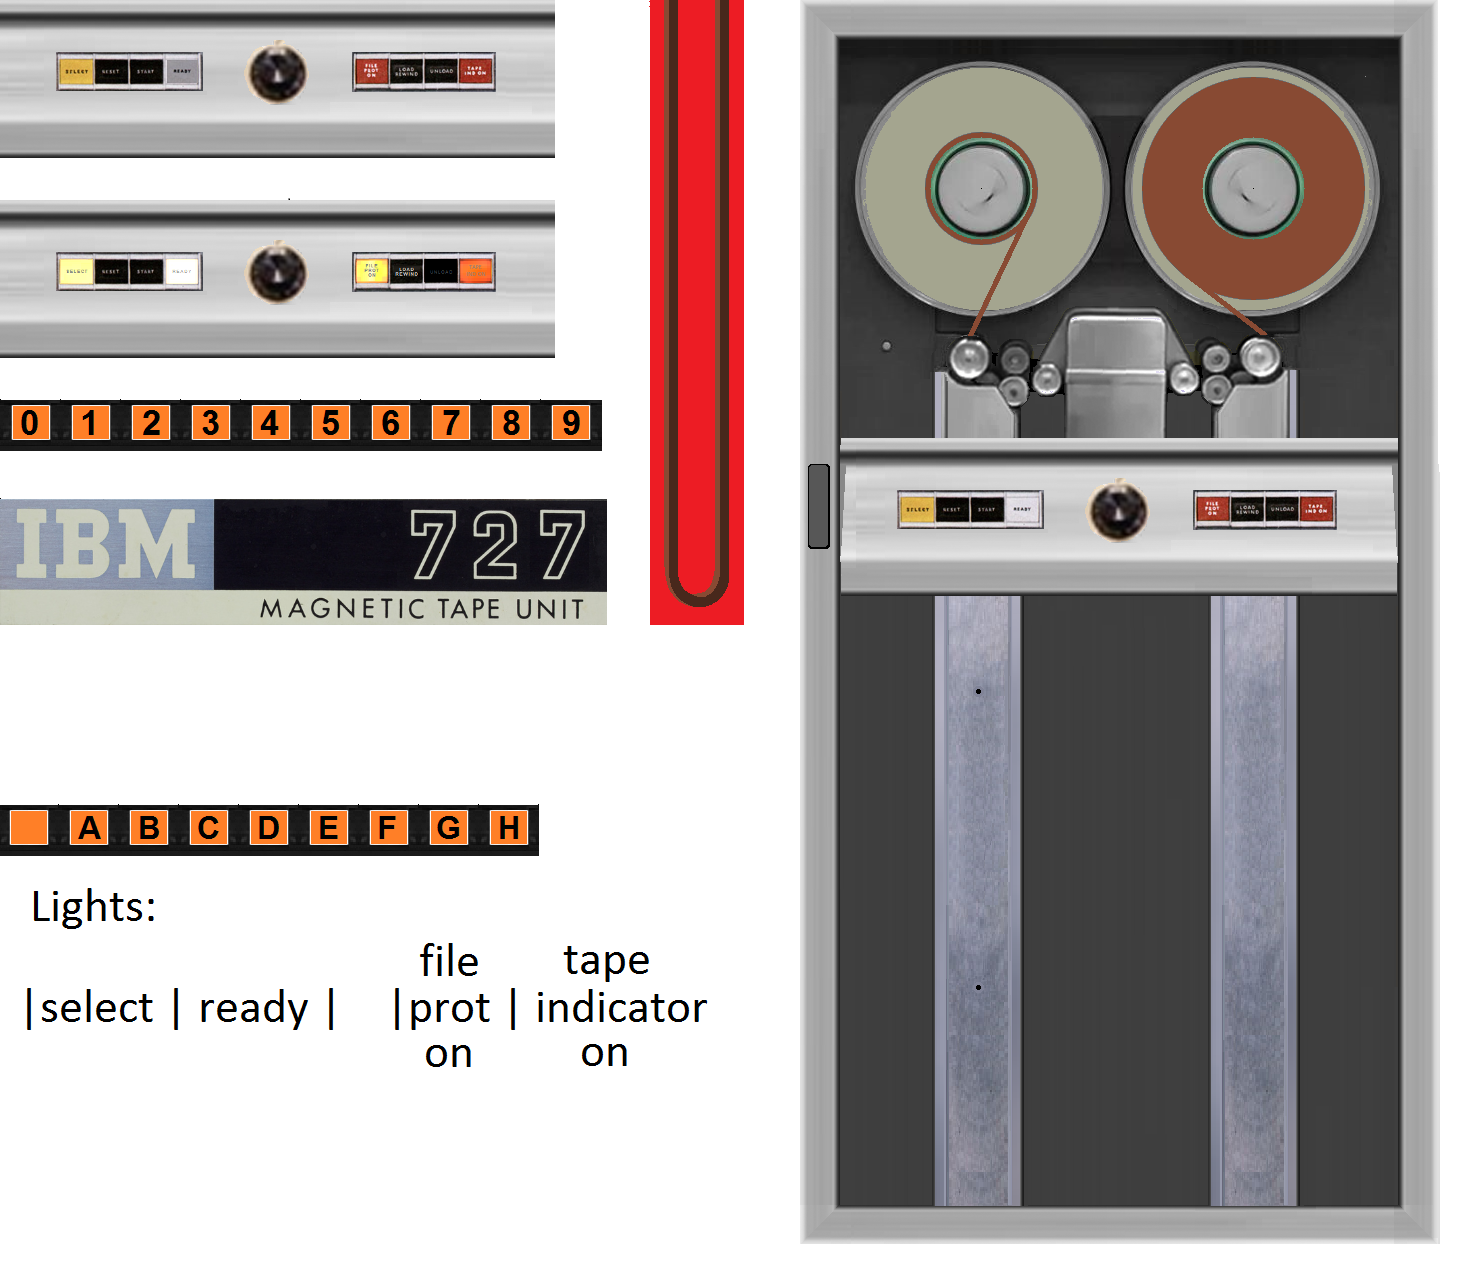 SELECT RESET START READY
FILE PROT ON LOAD REWIND UNLOAD TAPE IND ON
SELECT RESET START READY
FILE PROT ON LOAD REWIND UNLOAD
0 1 2 3 4 5 6 7 8 9
IBM 727
MAGNETIC TAPE UNIT
A B C D E F G H
Lights:
file tape
|select | ready | |prot | indicator
on on
SELECT RESET START READY
FILE PROT ON LOAD REWIND UNLOAD TAPE IND ON